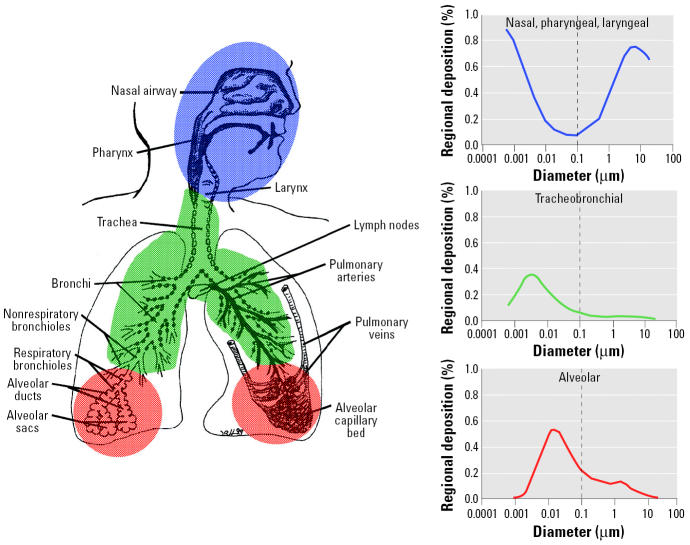 Nasal airway
Pharynx
Larynx
Trachea
Lymph nodes
Pulmonary
arteries
Bronchi
Nonrespiratory
bronchioles
Pulmonary
veins
Respiratory
bronchioles
Alveolar
ducts
Alveolar
sacs
Alveolar
capillary
bed
Nasal, pharyngeal, laryngeal
Regional deposition (%)
1.0
0.8
0.6
0.4
0.2
0.0
0.0001 0.001 0.01 0.1 1 10 100
Diameter (µm)
Tracheobronchial
Regional deposition (%)
1.0
0.8
0.6
0.4
0.2
0.0
0.0001 0.001 0.01 0.1 1 10 100
Diameter (µm)
Alveolar
Regional deposition (%)
1.0
0.8
0.6
0.4
0.2
0.0
0.0001 0.001 0.01 0.1 1 10 100
Diameter (µm)